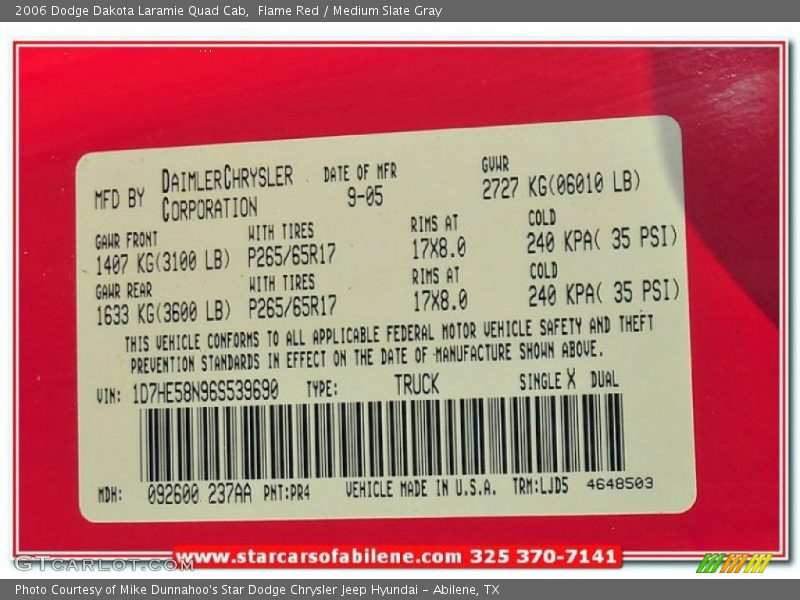 2006 Dodge Dakota Laramie Quad Cab,  Flame Red / Medium Slate Gray
MFD BY DAIMLERCHRYSLER CORPORATION
DATE OF MFR 9-05
GVWR 2727 KG(06010 LB)
GAWR FRONT WITH TIRES RIMS AT COLD
1407 KG(3100 LB) P265/65R17 17X8.0 240 KPA( 35 PSI)
GAWR REAR WITH TIRES RIMS AT COLD
1633 KG(3600 LB) P265/65R17 17X8.0 240 KPA( 35 PSI)
THIS VEHICLE CONFORMS TO ALL APPLICABLE FEDERAL MOTOR VEHICLE SAFETY AND THEFT
PREVENTION STANDARDS IN EFFECT ON THE DATE OF MANUFACTURE SHOWN ABOVE.
VIN: 1D7HE58N96S539690 TYPE: TRUCK SINGLE X DUAL
MDH: 092600 237AA PNT:PR4 VEHICLE MADE IN U.S.A. TRM:LJD5 4648503
GTCarLot.com
www.starcarsofabilene.com 325 370-7141
Photo Courtesy of Mike Dunnahoo's Star Dodge Chrysler Jeep Hyundai - Abilene, TX